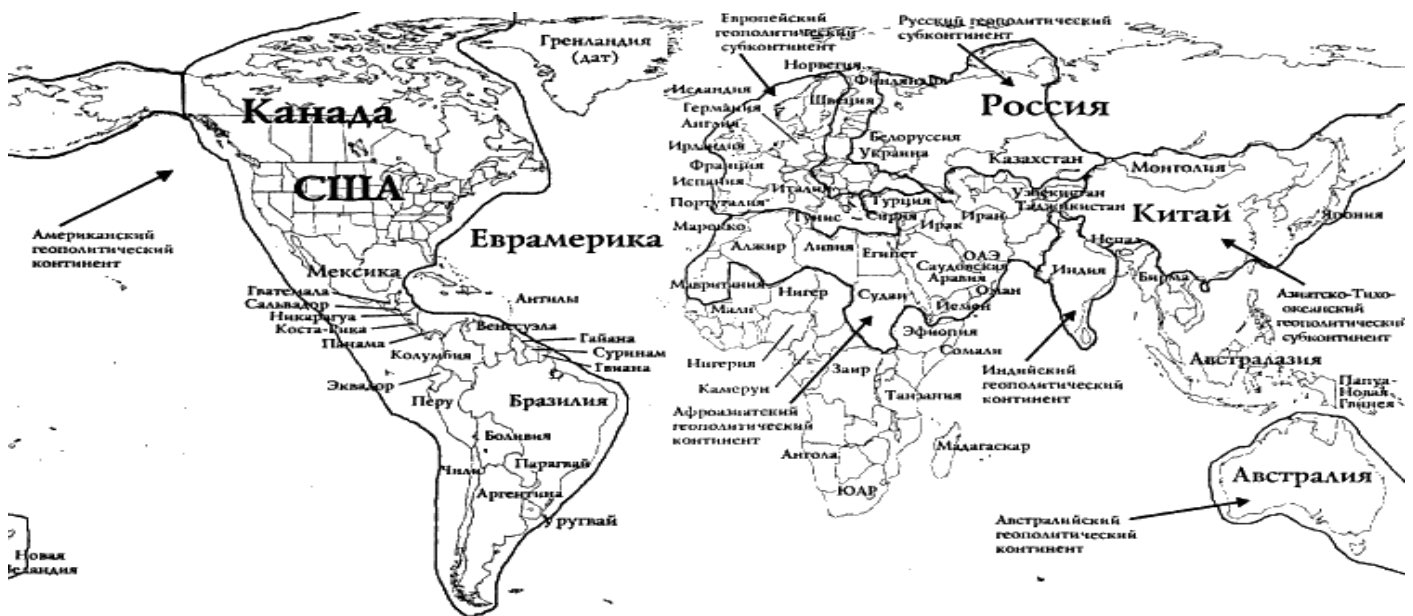 Европейский
геополитический
субконтинент
Русский геополитический
субконтинент
Гренландия
(дат)
Норвегия
Финляндия
Исландия
Швеция
Россия
Германия
Канада
Англия
Белоруссия
Ирландия
Украина
Казахстан
Монголия
Франция
США
Испания
Италия
Узбекистан
Турция
Таджикистан
Китай
Португалия
Тунис
Сирия
Иран
Япония
Американский
геополитический
континент
Еврамерика
Марокко
Ирак
Непал
Алжир
Ливия
Египет
ОАЭ
Мексика
Саудовская
Аравия
Индия
Бирма
Гватемала
Мавритания
Нигер
Судан
Оман
Сальвадор
Антилы
Мали
Йемен
Никарагуа
Коста-Рика
Венесуэла
Эфиопия
Азиатско-Тихо-
океанский
геополитический
субконтинент
Панама
Гайана
Колумбия
Суринам
Сомали
Гвиана
Нигерия
Заир
Индийский
геополитический
континент
Австралазия
Эквадор
Камерун
Папуа-
Новая
Гвинея
Перу
Бразилия
Танзания
Афроазиатский
геополитический
континент
Боливия
Мадагаскар
Ангола
Чили
Парагвай
Австралия
Аргентина
ЮАР
Уругвай
Австралийский
геополитический
континент
Новая
Зеландия